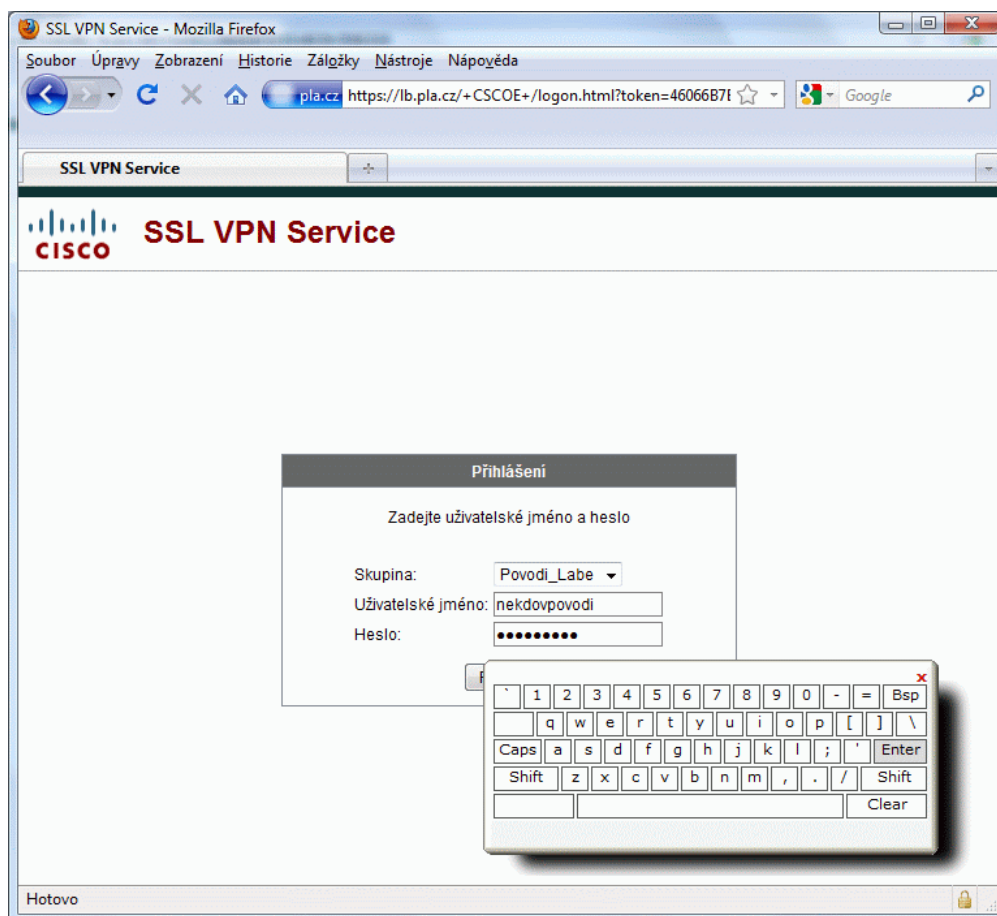 SSL VPN Service - Mozilla Firefox
Soubor Úpravy Zobrazení Historie Záložky Nástroje Nápověda
pla.cz https://lb.pla.cz/+CSCOE+/logon.html?token=46066B7 Google
SSL VPN Service
CISCO SSL VPN Service
Přihlášení
Zadejte uživatelské jméno a heslo
Skupina: Povodi_Labe
Uživatelské jméno: nekdovpovodi
Heslo: •••••••••
x
` 1 2 3 4 5 6 7 8 9 0 - = Bsp
q w e r t y u i o p [ ] \
Caps a s d f g h j k l ; ' Enter
Shift z x c v b n m , . / Shift
Clear
Hotovo